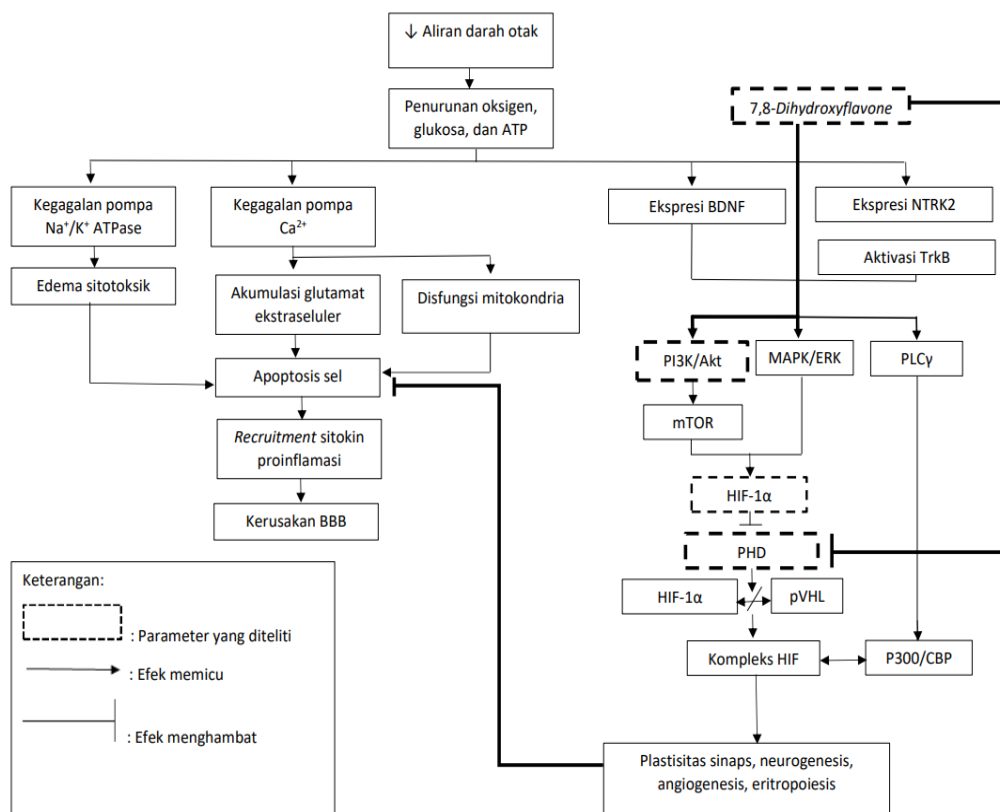 ↓ Aliran darah otak
Penurunan oksigen,
glukosa, dan ATP
7,8-Dihydroxyflavone
Kegagalan pompa
Na⁺/K⁺ ATPase
Kegagalan pompa
Ca²⁺
Ekspresi BDNF
Ekspresi NTRK2
Aktivasi TrkB
Edema sitotoksik
Akumulasi glutamat
ekstraseluler
Disfungsi mitokondria
PI3K/Akt
MAPK/ERK
PLCγ
Apoptosis sel
mTOR
Recruitment sitokin
proinflamasi
HIF-1α
Kerusakan BBB
PHD
HIF-1α
pVHL
Kompleks HIF
P300/CBP
Plastisitas sinaps, neurogenesis,
angiogenesis, eritropoiesis
Keterangan:
: Parameter yang diteliti
: Efek memicu
: Efek menghambat